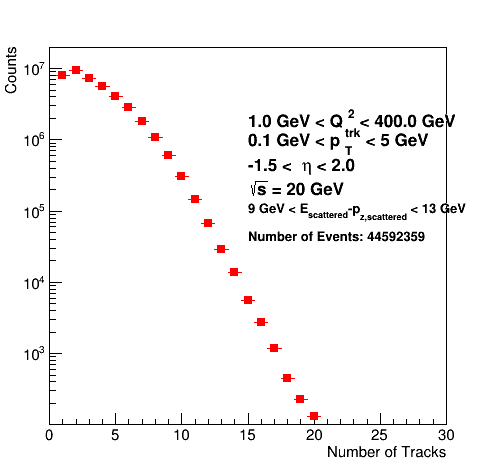 Counts
10⁷
10⁶
10⁵
10⁴
10³
1.0 GeV < Q² < 400.0 GeV
0.1 GeV < p_T^trk < 5 GeV
-1.5 < η < 2.0
√s = 20 GeV
9 GeV < E_scattered-p_z,scattered < 13 GeV
Number of Events: 44592359
0 5 10 15 20 25 30
Number of Tracks